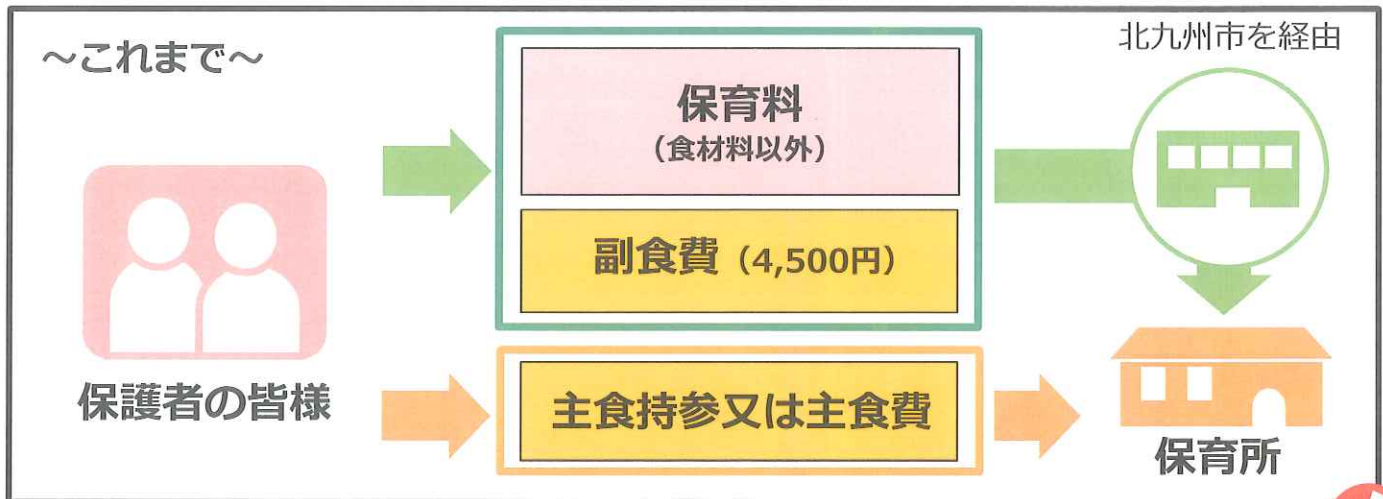 ～これまで～
北九州市を経由
保育料
（食材料以外）
副食費（4,500円）
保護者の皆様
主食持参又は主食費
保育所